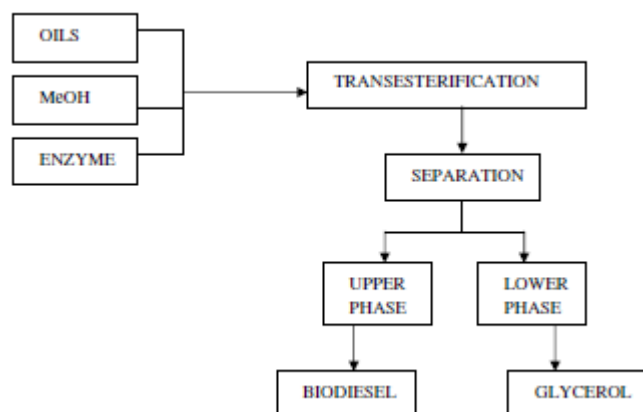 OILS
MeOH
ENZYME
TRANSESTERIFICATION
SEPARATION
UPPER
PHASE
LOWER
PHASE
BIODIESEL
GLYCEROL